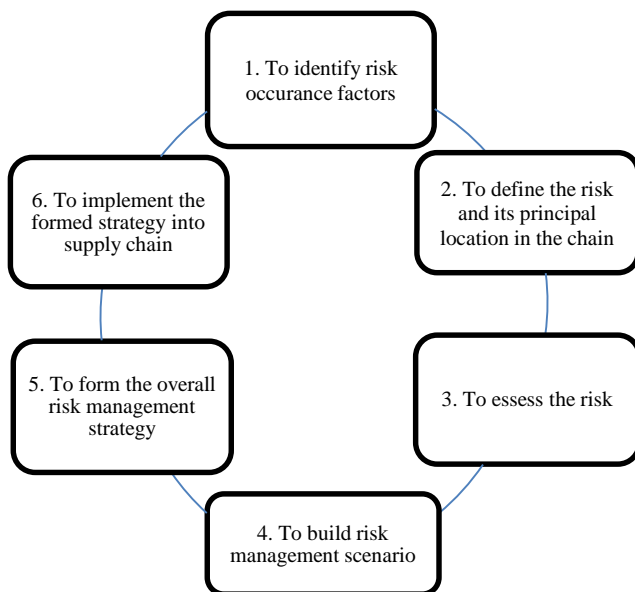 1. To identify risk
occurance factors
2. To define the risk
and its principal
location in the chain
3. To essess the risk
4. To build risk
management scenario
5. To form the overall
risk management
strategy
6. To implement the
formed strategy into
supply chain